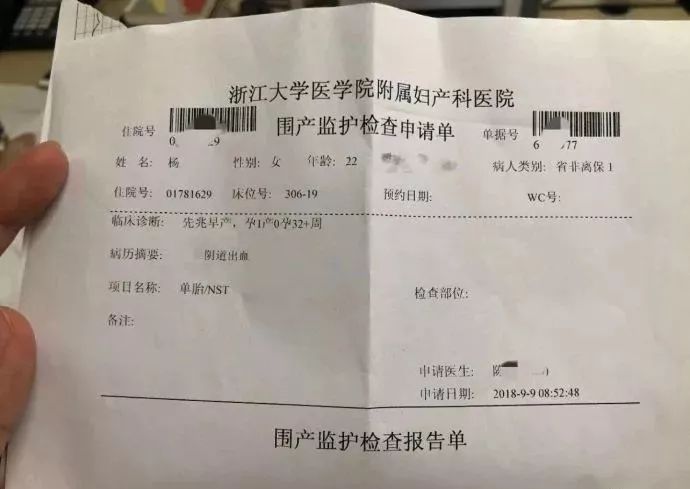 浙江大学医学院附属妇产科医院
围产监护检查申请单
住院号 0 29
单据号 6 77
姓 名: 杨 性别: 女 年龄: 22 病人类别: 省非离保 1
住院号: 01781629 床位号: 306-19 预约日期: WC号:
临床诊断: 先兆早产, 孕1产0孕32+周
病历摘要: 阴道出血
项目名称: 单胎/NST 检查部位:
备注:
申请医生: 陈
申请日期: 2018-9-9 08:52:48
围产监护检查报告单